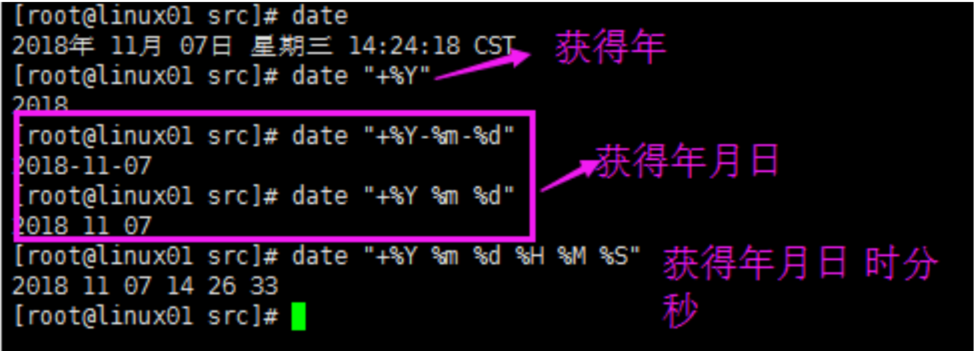 [root@linux01 src]# date
2018年 11月 07日 星期三 14:24:18 CST
获得年
[root@linux01 src]# date "+%Y"
2018
[root@linux01 src]# date "+%Y-%m-%d"
2018-11-07
获得年月日
[root@linux01 src]# date "+%Y %m %d"
2018 11 07
[root@linux01 src]# date "+%Y %m %d %H %M %S"
获得年月日 时分
秒
2018 11 07 14 26 33
[root@linux01 src]#